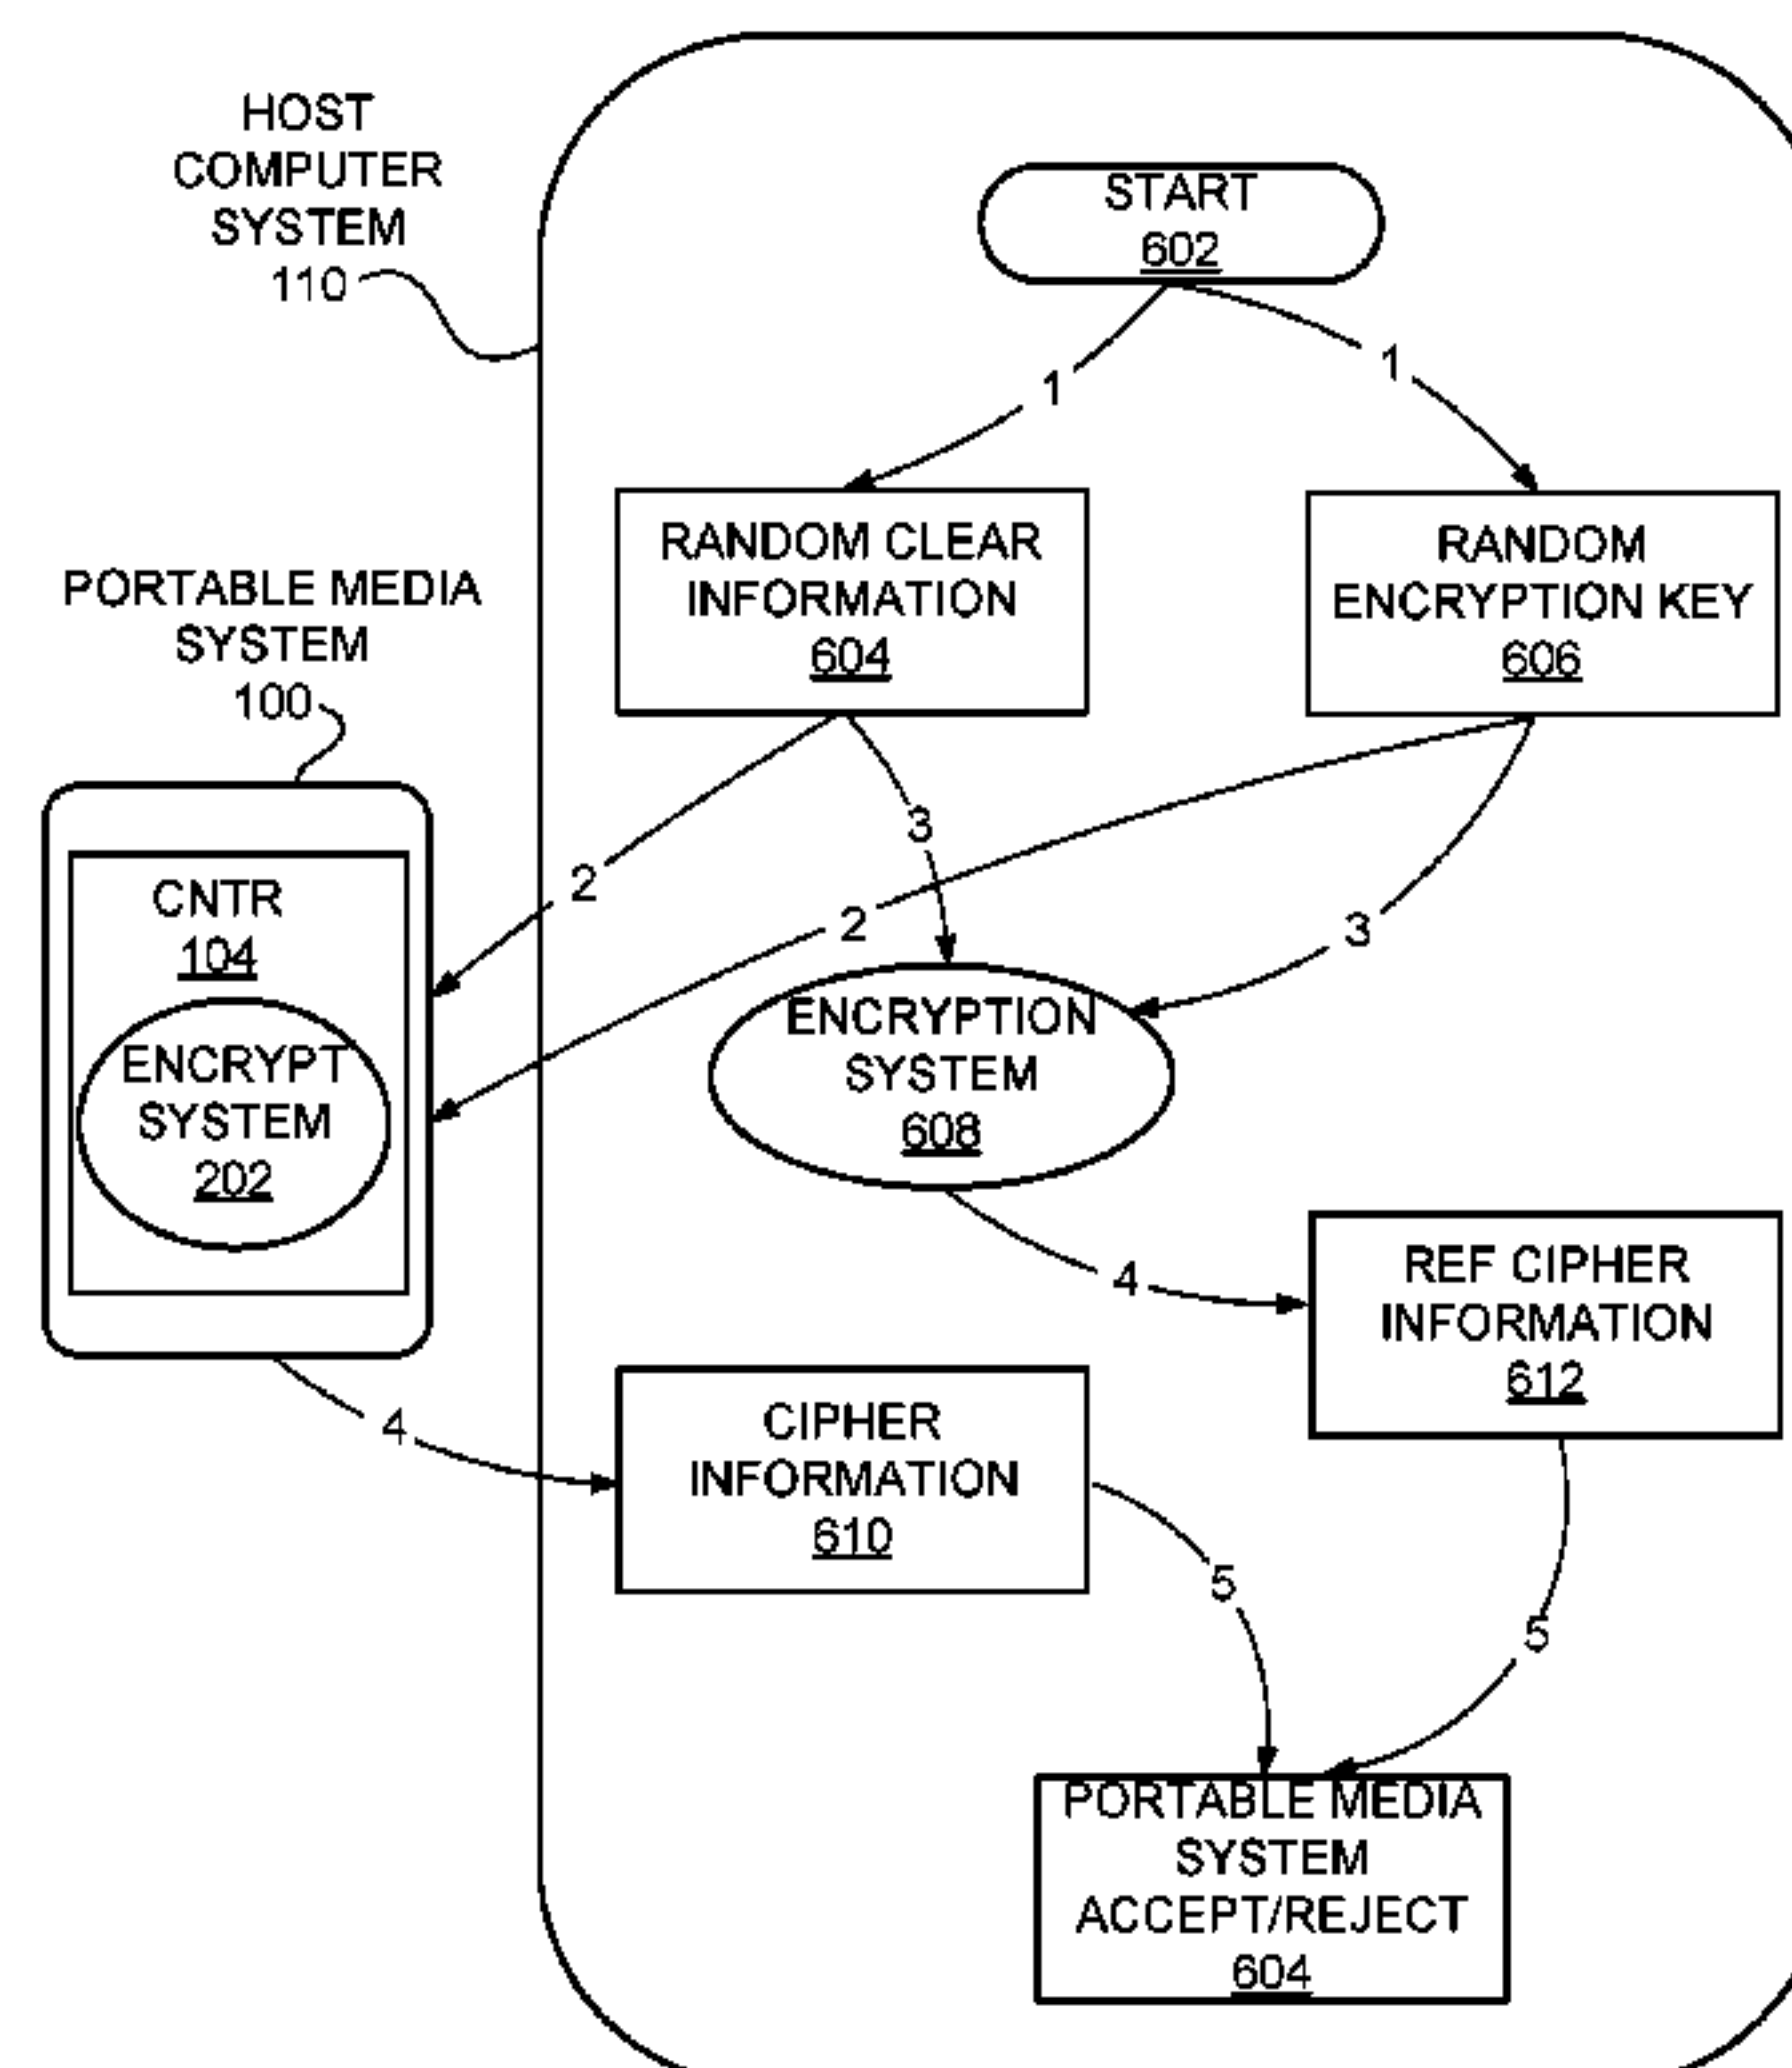 HOST
COMPUTER
SYSTEM
110
START
602
1
1
RANDOM CLEAR
INFORMATION
604
RANDOM
ENCRYPTION KEY
606
PORTABLE MEDIA
SYSTEM
100
3
2
2
3
CNTR
104
ENCRYPT
SYSTEM
202
ENCRYPTION
SYSTEM
608
4
REF CIPHER
INFORMATION
612
4
CIPHER
INFORMATION
610
5
5
PORTABLE MEDIA
SYSTEM
ACCEPT/REJECT
604